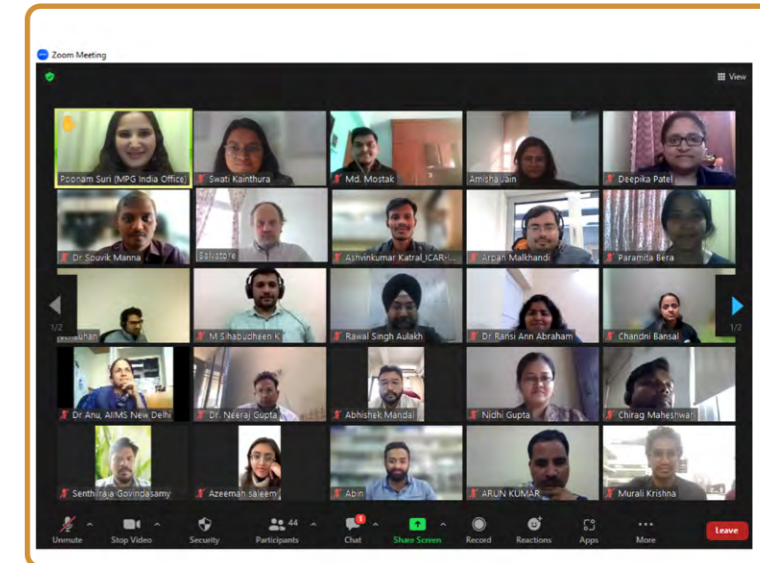 Zoom Meeting
View
Poonam Suri (MPG India Office)
Swati Kainthura
Md. Mostak
Amisha Jain
Deepika Patel
Dr Souvik Manna
Salvatore
Ashvinkumar Katral_ICAR-I...
Arpan Malkhandi
Paramita Bera
1/2
M Sihabudheen K
Rawal Singh Aulakh
Dr Ransi Ann Abraham
Chandni Bansal
1/2
Dr Anu, AIIMS New Delhi
Dr. Neeraj Gupta
Abhishek Mandal
Nidhi Gupta
Chirag Maheshwari
Senthilraja Govindasamy
Azeemah saleem
Abin
ARUN KUMAR
Murali Krishna
Unmute
Stop Video
Security
44
Participants
1
Chat
Share Screen
Record
Reactions
Apps
More
Leave